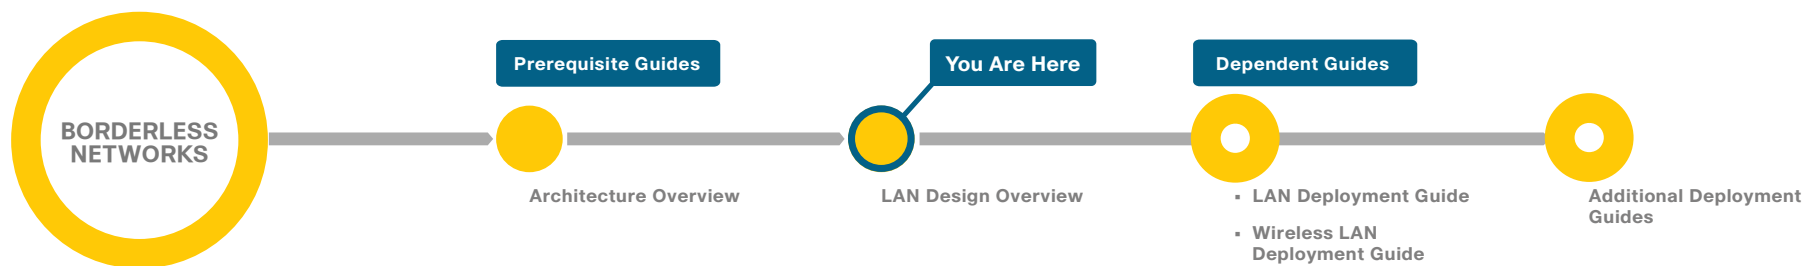 BORDERLESS
NETWORKS
Prerequisite Guides
Architecture Overview
You Are Here
LAN Design Overview
Dependent Guides
▪ LAN Deployment Guide
▪ Wireless LAN
Deployment Guide
Additional Deployment
Guides